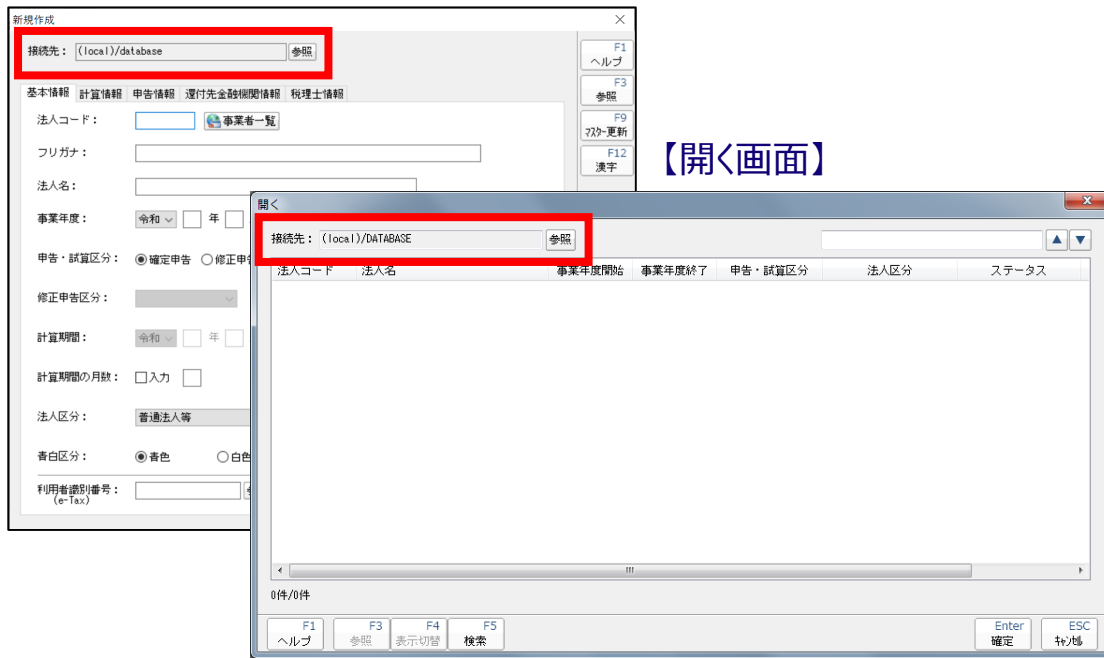 新規作成
接続先： (local)/database 参照
基本情報 計算情報 申告情報 還付先金融機関情報 税理士情報
法人コード： 事業者一覧
フリガナ：
法人名：
事業年度： 令和 年
申告・試算区分： 確定申告 修正申告
修正申告区分：
計算期間： 令和 年
計算期間の月数： 入力
法人区分： 普通法人等
青白区分： 青色 白色
利用者識別番号：
(e-Tax)
F1
ヘルプ
F3
参照
F9
ﾏｽﾀｰ更新
F12
漢字
【開く画面】
開く
接続先： (local)/DATABASE 参照
法人コード 法人名 事業年度開始 事業年度終了 申告・試算区分 法人区分 ステータス
0件/0件
F1 F3 F4 F5 Enter ESC
ヘルプ 参照 表示切替 検索 確定 ｷｬﾝｾﾙ